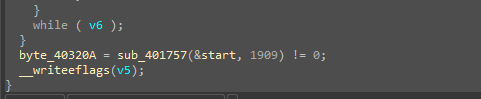 }
while ( v6 );
}
byte_40320A = sub_401757(&start, 1909) != 0;
__writeeflags(v5);
}